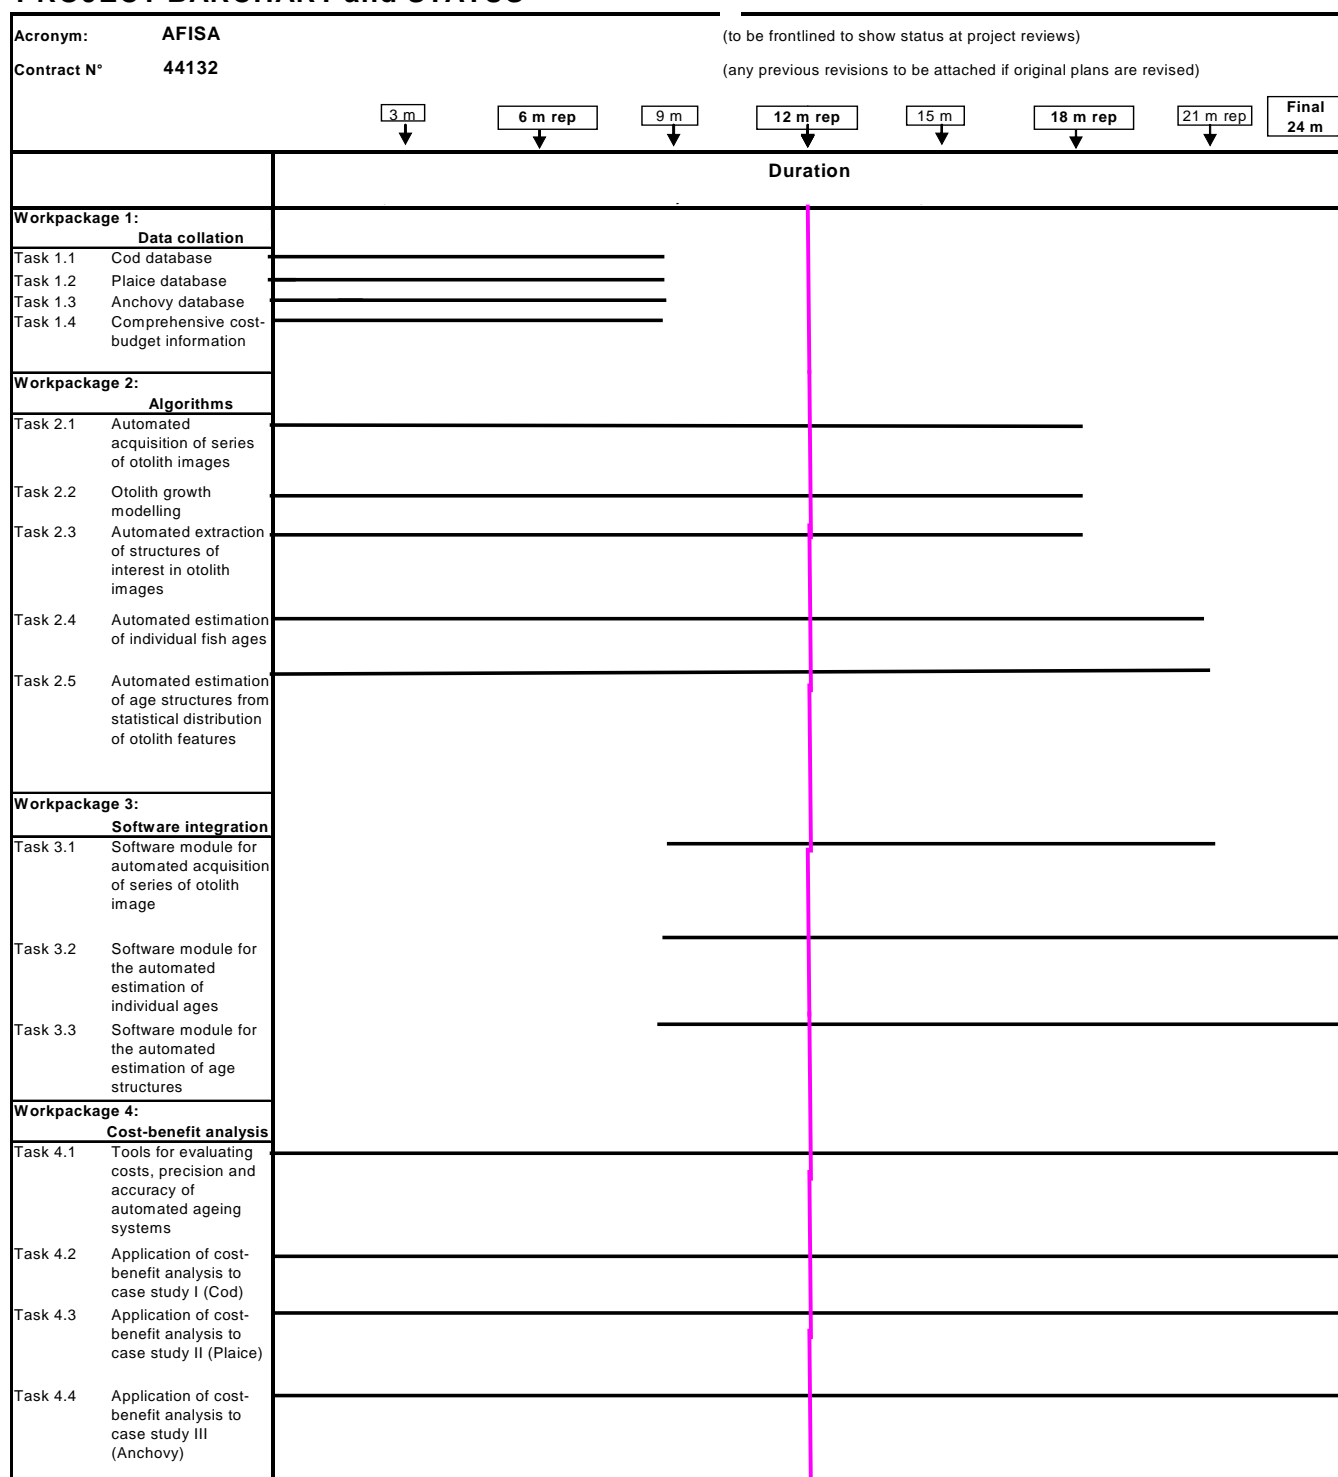 PROJECT BARCHART and STATUS
Acronym: AFISA (to be frontlined to show status at project reviews)
Contract N° 44132 (any previous revisions to be attached if original plans are revised)
3 m 6 m rep 9 m 12 m rep 15 m 18 m rep 21 m rep Final
24 m
Duration
Workpackage 1:
Data collation
Task 1.1 Cod database
Task 1.2 Plaice database
Task 1.3 Anchovy database
Task 1.4 Comprehensive cost-
budget information
Workpackage 2:
Algorithms
Task 2.1 Automated
acquisition of series
of otolith images
Task 2.2 Otolith growth
modelling
Task 2.3 Automated extraction
of structures of
interest in otolith
images
Task 2.4 Automated estimation
of individual fish ages
Task 2.5 Automated estimation
of age structures from
statistical distribution
of otolith features
Workpackage 3:
Software integration
Task 3.1 Software module for
automated acquisition
of series of otolith
image
Task 3.2 Software module for
the automated
estimation of
individual ages
Task 3.3 Software module for
the automated
estimation of age
structures
Workpackage 4:
Cost-benefit analysis
Task 4.1 Tools for evaluating
costs, precision and
accuracy of
automated ageing
systems
Task 4.2 Application of cost-
benefit analysis to
case study I (Cod)
Task 4.3 Application of cost-
benefit analysis to
case study II (Plaice)
Task 4.4 Application of cost-
benefit analysis to
case study III
(Anchovy)